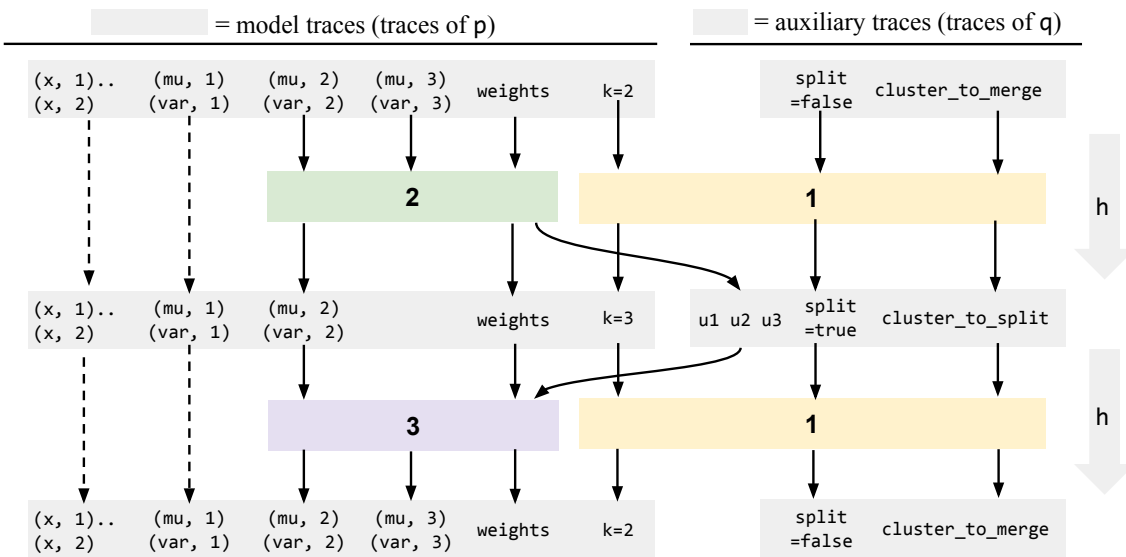 = model traces (traces of p)
= auxiliary traces (traces of q)
(x, 1).. (mu, 1) (mu, 2) (mu, 3) weights k=2 split cluster_to_merge
(x, 2) (var, 1) (var, 2) (var, 3) =false
2 1
h
(x, 1).. (mu, 1) (mu, 2) weights k=3 u1 u2 u3 split cluster_to_split
(x, 2) (var, 1) (var, 2) =true
3 1
h
(x, 1).. (mu, 1) (mu, 2) (mu, 3) weights k=2 split cluster_to_merge
(x, 2) (var, 1) (var, 2) (var, 3) =false